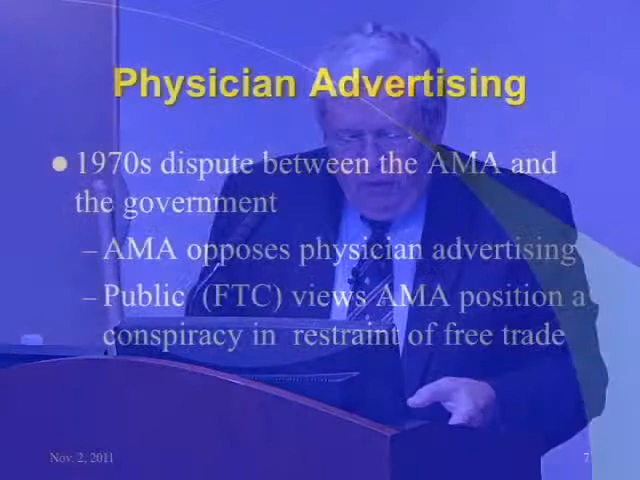 Physician Advertising
1970s dispute between the AMA and
the government
– AMA opposes physician advertising
– Public (FTC) views AMA position a
conspiracy in restraint of free trade
Nov. 2, 2011
7